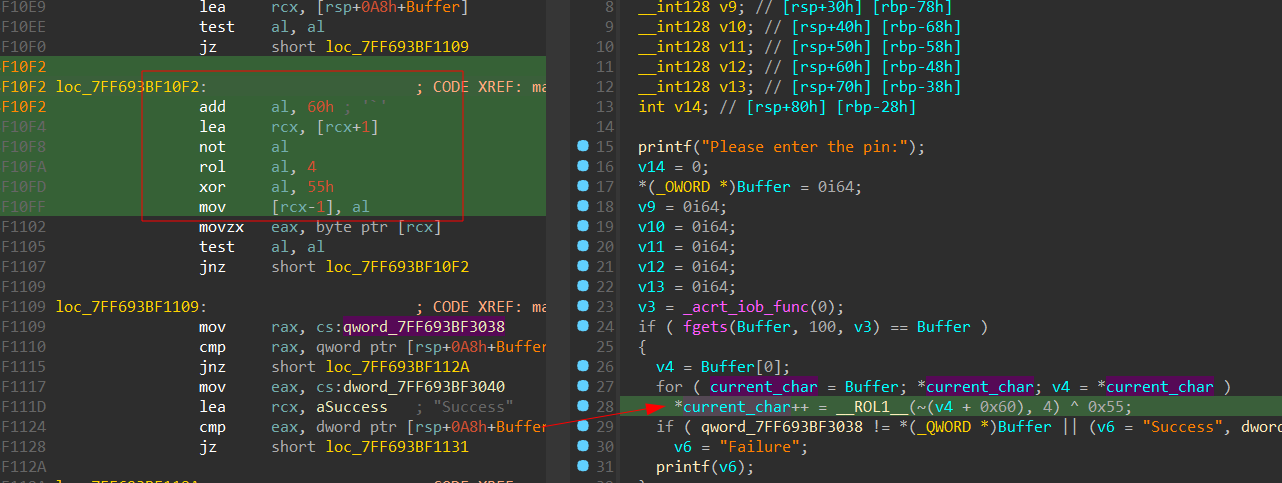 F10E9 lea rcx, [rsp+0A8h+Buffer]
F10EE test al, al
F10F0 jz short loc_7FF693BF1109
F10F2
F10F2 loc_7FF693BF10F2: ; CODE XREF: ma
F10F2 add al, 60h ; '`'
F10F4 lea rcx, [rcx+1]
F10F8 not al
F10FA rol al, 4
F10FD xor al, 55h
F10FF mov [rcx-1], al
F1102 movzx eax, byte ptr [rcx]
F1105 test al, al
F1107 jnz short loc_7FF693BF10F2
F1109
F1109 loc_7FF693BF1109: ; CODE XREF: ma
F1109 mov rax, cs:qword_7FF693BF3038
F1110 cmp rax, qword ptr [rsp+0A8h+Buffer
F1115 jnz short loc_7FF693BF112A
F1117 mov eax, cs:dword_7FF693BF3040
F111D lea rcx, aSuccess ; "Success"
F1124 cmp eax, dword ptr [rsp+0A8h+Buffer
F1128 jz short loc_7FF693BF1131
F112A
8 __int128 v9; // [rsp+30h] [rbp-78h]
9 __int128 v10; // [rsp+40h] [rbp-68h]
10 __int128 v11; // [rsp+50h] [rbp-58h]
11 __int128 v12; // [rsp+60h] [rbp-48h]
12 __int128 v13; // [rsp+70h] [rbp-38h]
13 int v14; // [rsp+80h] [rbp-28h]
14
15 printf("Please enter the pin:");
16 v14 = 0;
17 *(_OWORD *)Buffer = 0i64;
18 v9 = 0i64;
19 v10 = 0i64;
20 v11 = 0i64;
21 v12 = 0i64;
22 v13 = 0i64;
23 v3 = _acrt_iob_func(0);
24 if ( fgets(Buffer, 100, v3) == Buffer )
25 {
26 v4 = Buffer[0];
27 for ( current_char = Buffer; *current_char; v4 = *current_char )
28 *current_char++ = __ROL1__(~(v4 + 0x60), 4) ^ 0x55;
29 if ( qword_7FF693BF3038 != *(_QWORD *)Buffer || (v6 = "Success", dword
30 v6 = "Failure";
31 printf(v6);